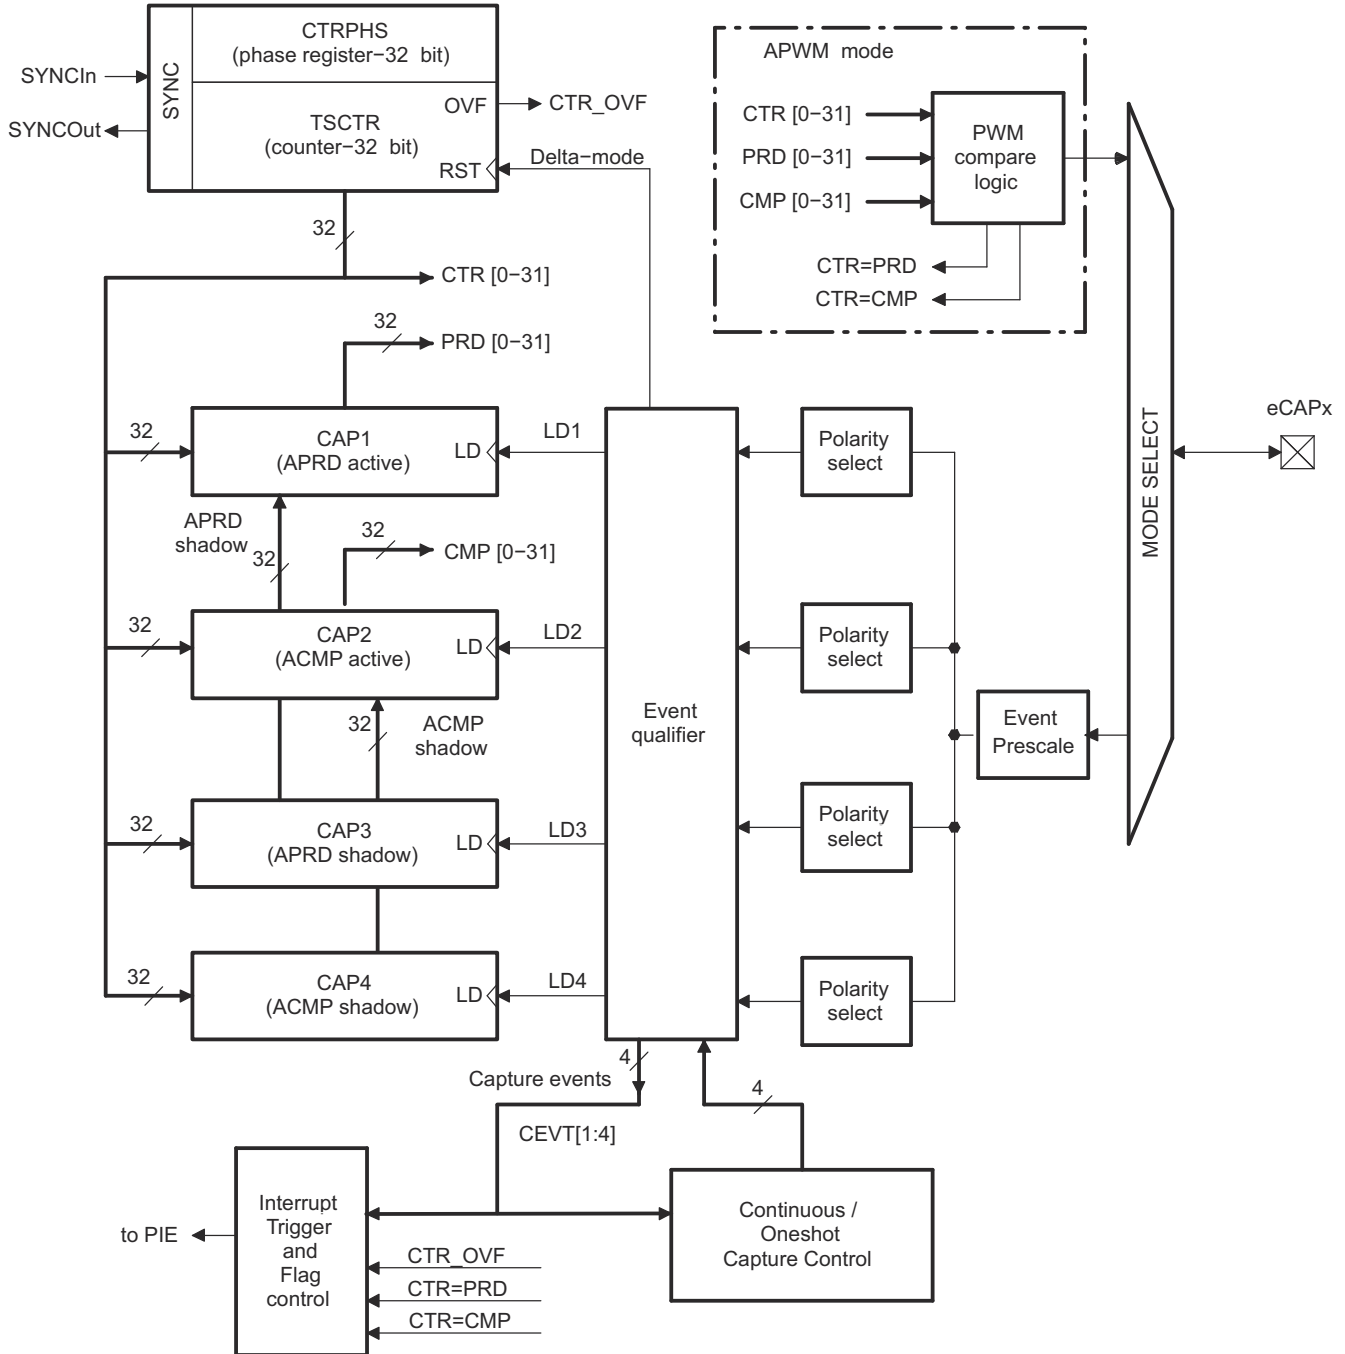 CTRPHS
(phase register−32 bit)
SYNCIn
SYNC
SYNCOut
OVF
CTR_OVF
TSCTR
(counter−32 bit)
RST
Delta−mode
32
CTR [0−31]
32
PRD [0−31]
APWM mode
CTR [0−31]
PRD [0−31]
CMP [0−31]
PWM
compare
logic
CTR=PRD
CTR=CMP
MODE SELECT
eCAPx
32
CAP1
(APRD active)
LD
LD1
Polarity
select
APRD
shadow
32
32
CMP [0−31]
32
CAP2
(ACMP active)
LD
LD2
Polarity
select
32
ACMP
shadow
Event
qualifier
Event
Prescale
32
CAP3
(APRD shadow)
LD
LD3
Polarity
select
32
CAP4
(ACMP shadow)
LD
LD4
Polarity
select
4
Capture events
4
CEVT[1:4]
Interrupt
Trigger
and
Flag
control
to PIE
CTR_OVF
CTR=PRD
CTR=CMP
Continuous /
Oneshot
Capture Control